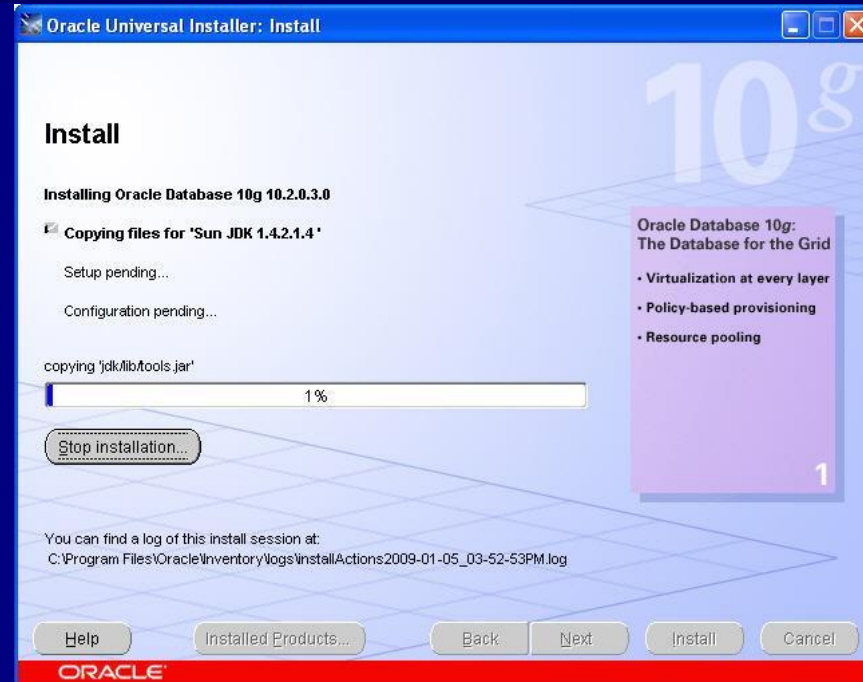 Oracle Universal Installer: Install
10g
Install
Installing Oracle Database 10g 10.2.0.3.0
Copying files for 'Sun JDK 1.4.2.1.4 '
Setup pending...
Configuration pending...
copying 'jdk/lib/tools.jar'
1%
Stop installation...
You can find a log of this install session at:
C:\Program Files\Oracle\Inventory\logs\installActions2009-01-05_03-52-53PM.log
Oracle Database 10g:
The Database for the Grid
• Virtualization at every layer
• Policy-based provisioning
• Resource pooling
1
Help Installed Products... Back Next Install Cancel
ORACLE